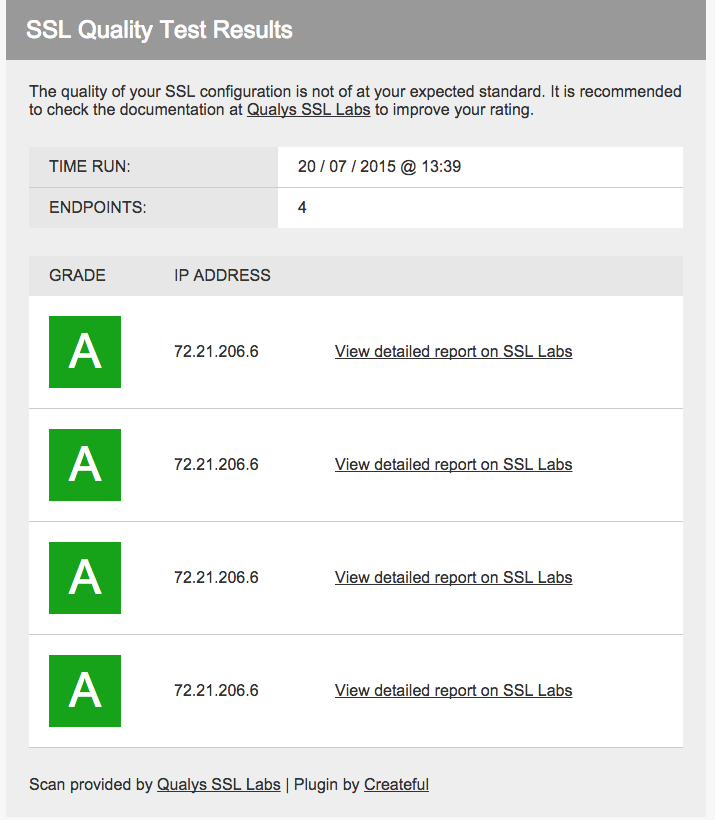 SSL Quality Test Results
The quality of your SSL configuration is not of at your expected standard. It is recommended
to check the documentation at Qualys SSL Labs to improve your rating.
TIME RUN: 20 / 07 / 2015 @ 13:39
ENDPOINTS: 4
GRADE IP ADDRESS
A 72.21.206.6 View detailed report on SSL Labs
A 72.21.206.6 View detailed report on SSL Labs
A 72.21.206.6 View detailed report on SSL Labs
A 72.21.206.6 View detailed report on SSL Labs
Scan provided by Qualys SSL Labs | Plugin by Createful